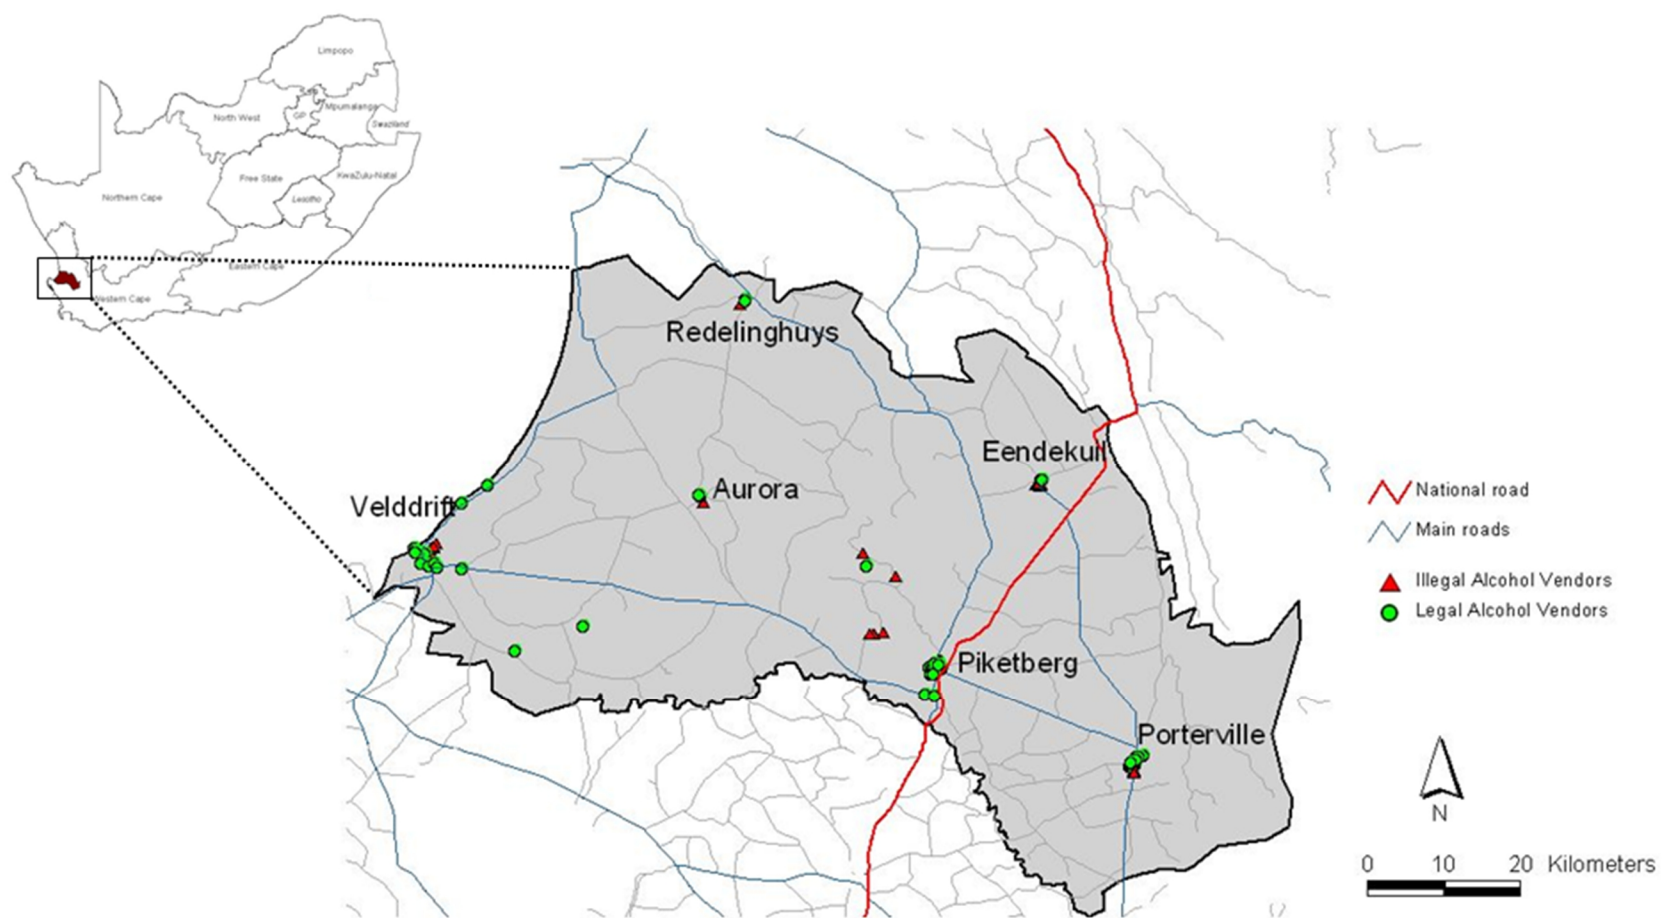 Limpopo
North West
GP
Mpumalanga
Swaziland
Free State
KwaZulu-Natal
Lesotho
Northern Cape
Eastern Cape
Western Cape
Redelinghuys
Eendekuil
Aurora
Velddrift
National road
Main roads
Illegal Alcohol Vendors
Legal Alcohol Vendors
Piketberg
Porterville
N
0 10 20 Kilometers